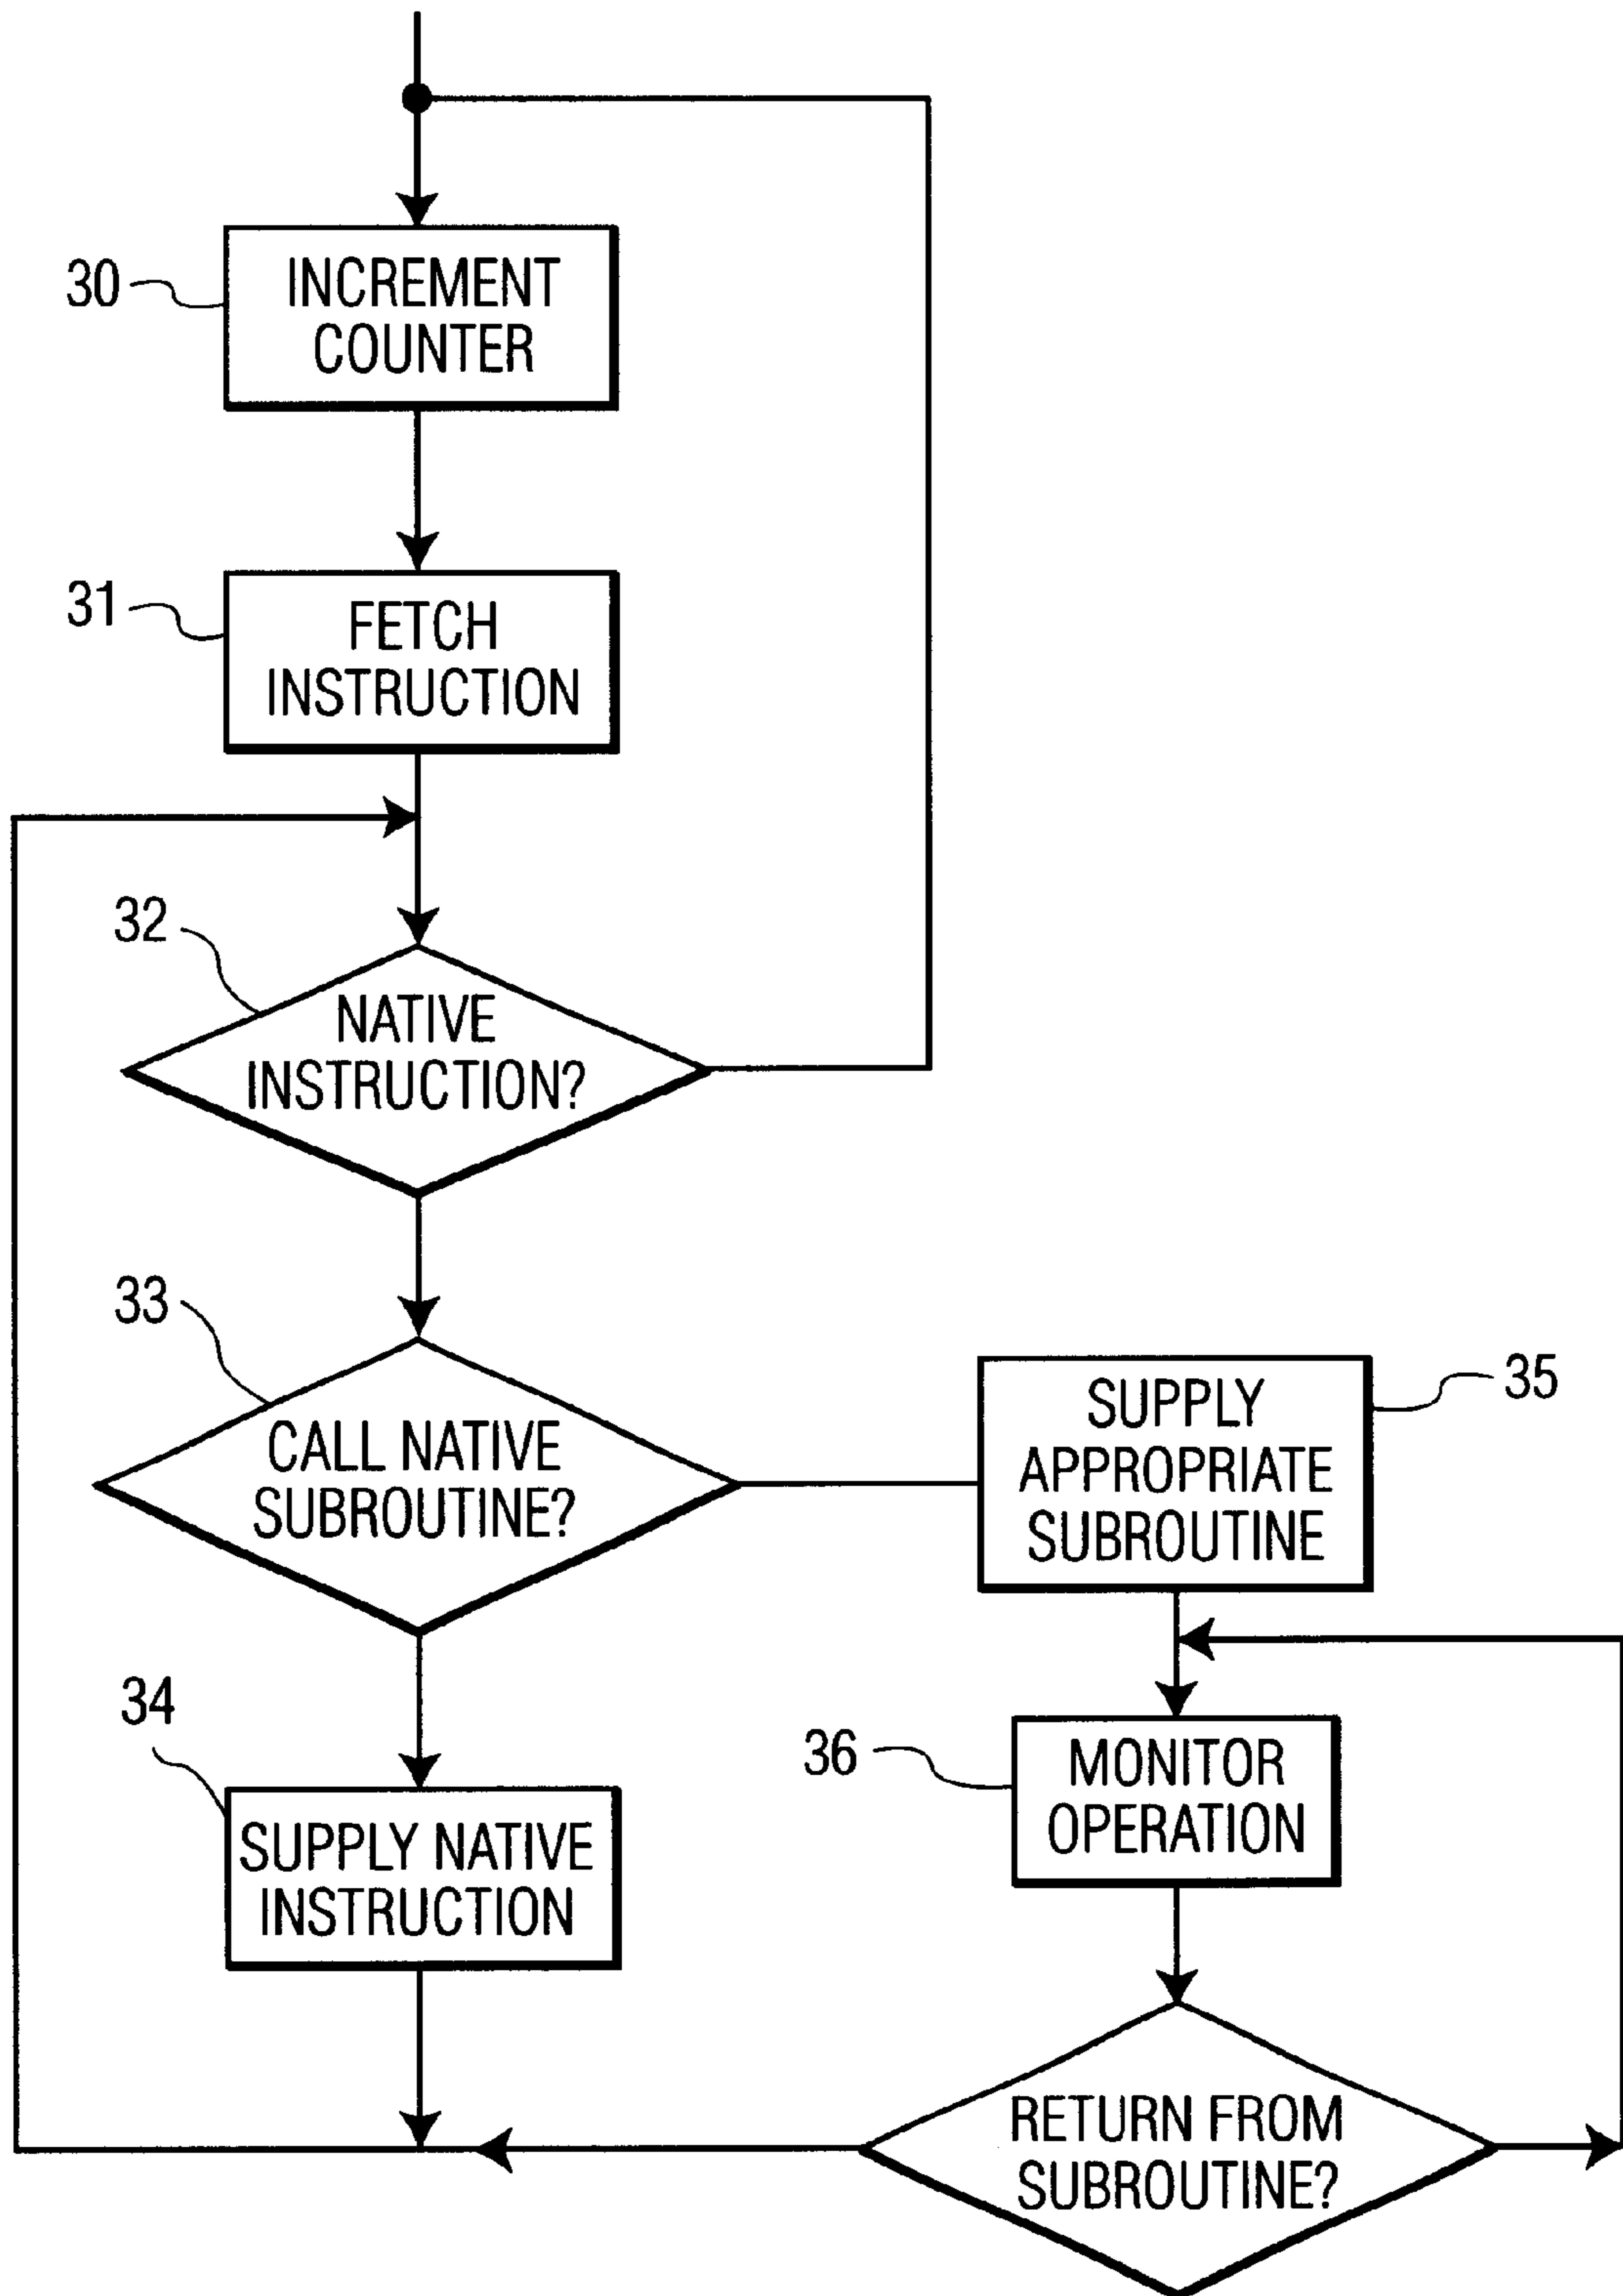 30
INCREMENT
COUNTER
31
FETCH
INSTRUCTION
32
NATIVE
INSTRUCTION?
33
CALL NATIVE
SUBROUTINE?
SUPPLY
APPROPRIATE
SUBROUTINE
35
34
SUPPLY NATIVE
INSTRUCTION
36
MONITOR
OPERATION
RETURN FROM
SUBROUTINE?